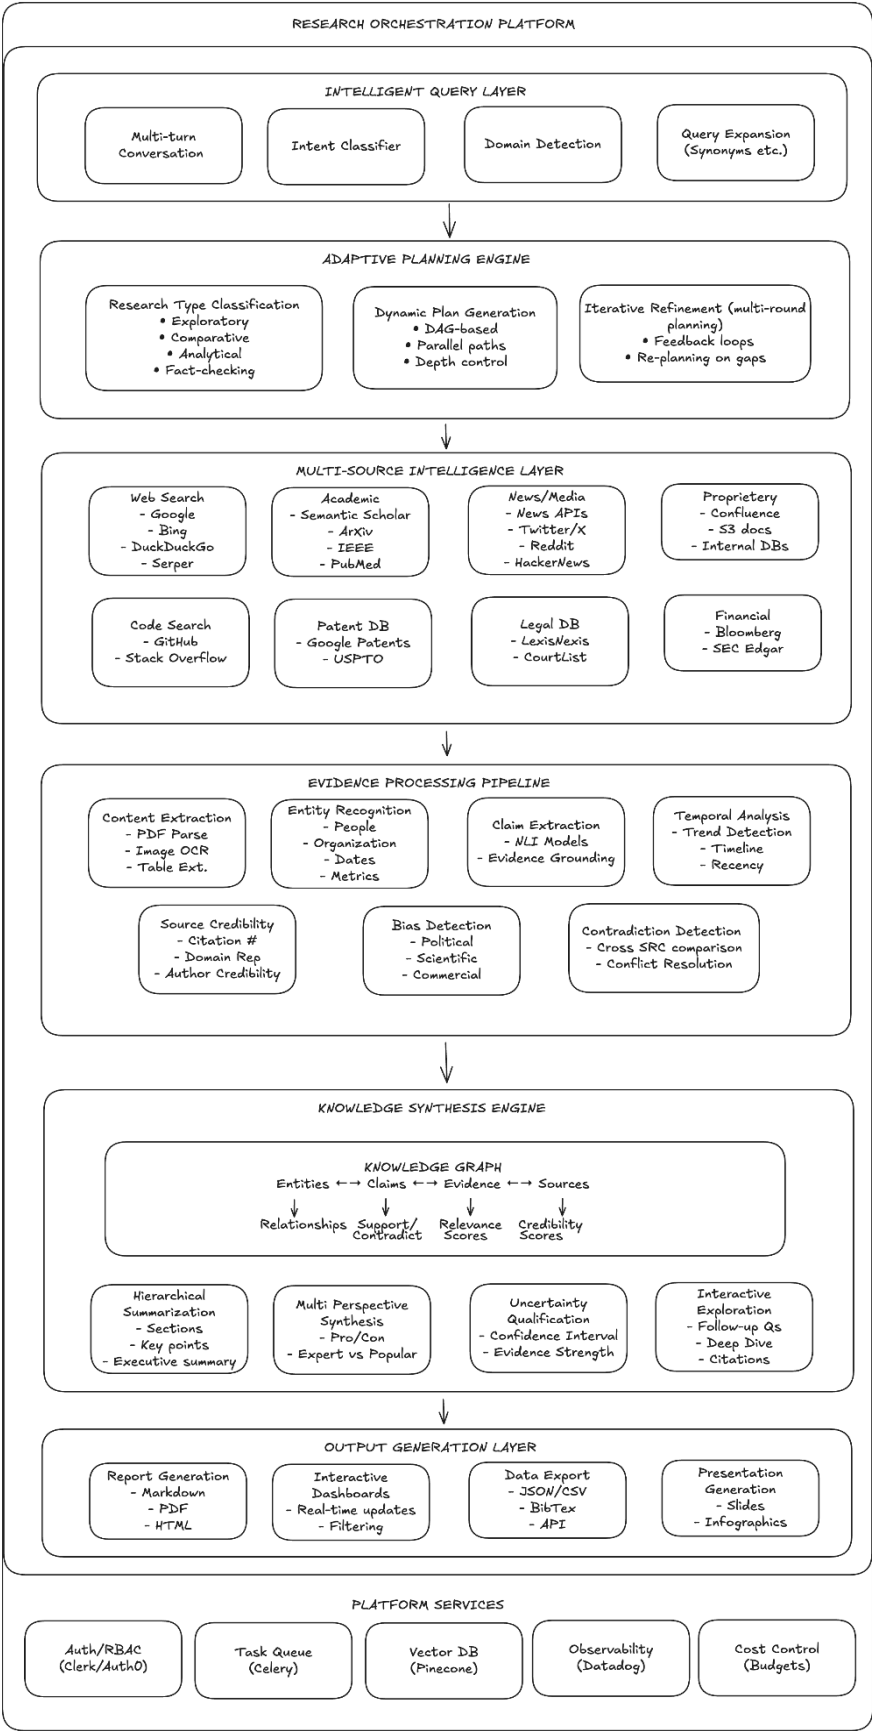 RESEARCH ORCHESTRATION PLATFORM
INTELLIGENT QUERY LAYER
Multi-turn
Conversation
Intent Classifier
Domain Detection
Query Expansion
(Synonyms etc.)
ADAPTIVE PLANNING ENGINE
Research Type Classification
• Exploratory
• Comparative
• Analytical
• Fact-checking
Dynamic Plan Generation
• DAG-based
• Parallel paths
• Depth control
Iterative Refinement (multi-round
planning)
• Feedback loops
• Re-planning on gaps
MULTI-SOURCE INTELLIGENCE LAYER
Web Search
- Google
- Bing
- DuckDuckGo
- Serper
Academic
- Semantic Scholar
- ArXiv
- IEEE
- PubMed
News/Media
- News APIs
- Twitter/X
- Reddit
- HackerNews
Proprietery
- Confluence
- S3 docs
- Internal DBs
Code Search
- GitHub
- Stack Overflow
Patent DB
- Google Patents
- USPTO
Legal DB
- LexisNexis
- CourtList
Financial
- Bloomberg
- SEC Edgar
EVIDENCE PROCESSING PIPELINE
Content Extraction
- PDF Parse
- Image OCR
- Table Ext.
Entity Recognition
- People
- Organization
- Dates
- Metrics
Claim Extraction
- NLI Models
- Evidence Grounding
Temporal Analysis
- Trend Detection
- Timeline
- Recency
Source Credibility
- Citation #
- Domain Rep
- Author Credibility
Bias Detection
- Political
- Scientific
- Commercial
Contradiction Detection
- Cross SRC comparison
- Conflict Resolution
KNOWLEDGE SYNTHESIS ENGINE
KNOWLEDGE GRAPH
Entities ←→ Claims ←→ Evidence ←→ Sources
Relationships
Support/
Contradict
Relevance
Scores
Credibility
Scores
Hierarchical
Summarization
- Sections
- Key points
- Executive summary
Multi Perspective
Synthesis
- Pro/Con
- Expert vs Popular
Uncertainty
Qualification
- Confidence Interval
- Evidence Strength
Interactive
Exploration
- Follow-up Qs
- Deep Dive
- Citations
OUTPUT GENERATION LAYER
Report Generation
- Markdown
- PDF
- HTML
Interactive
Dashboards
- Real-time updates
- Filtering
Data Export
- JSON/CSV
- BibTex
- API
Presentation
Generation
- Slides
- Infographics
PLATFORM SERVICES
Auth/RBAC
(Clerk/Auth0)
Task Queue
(Celery)
Vector DB
(Pinecone)
Observability
(Datadog)
Cost Control
(Budgets)